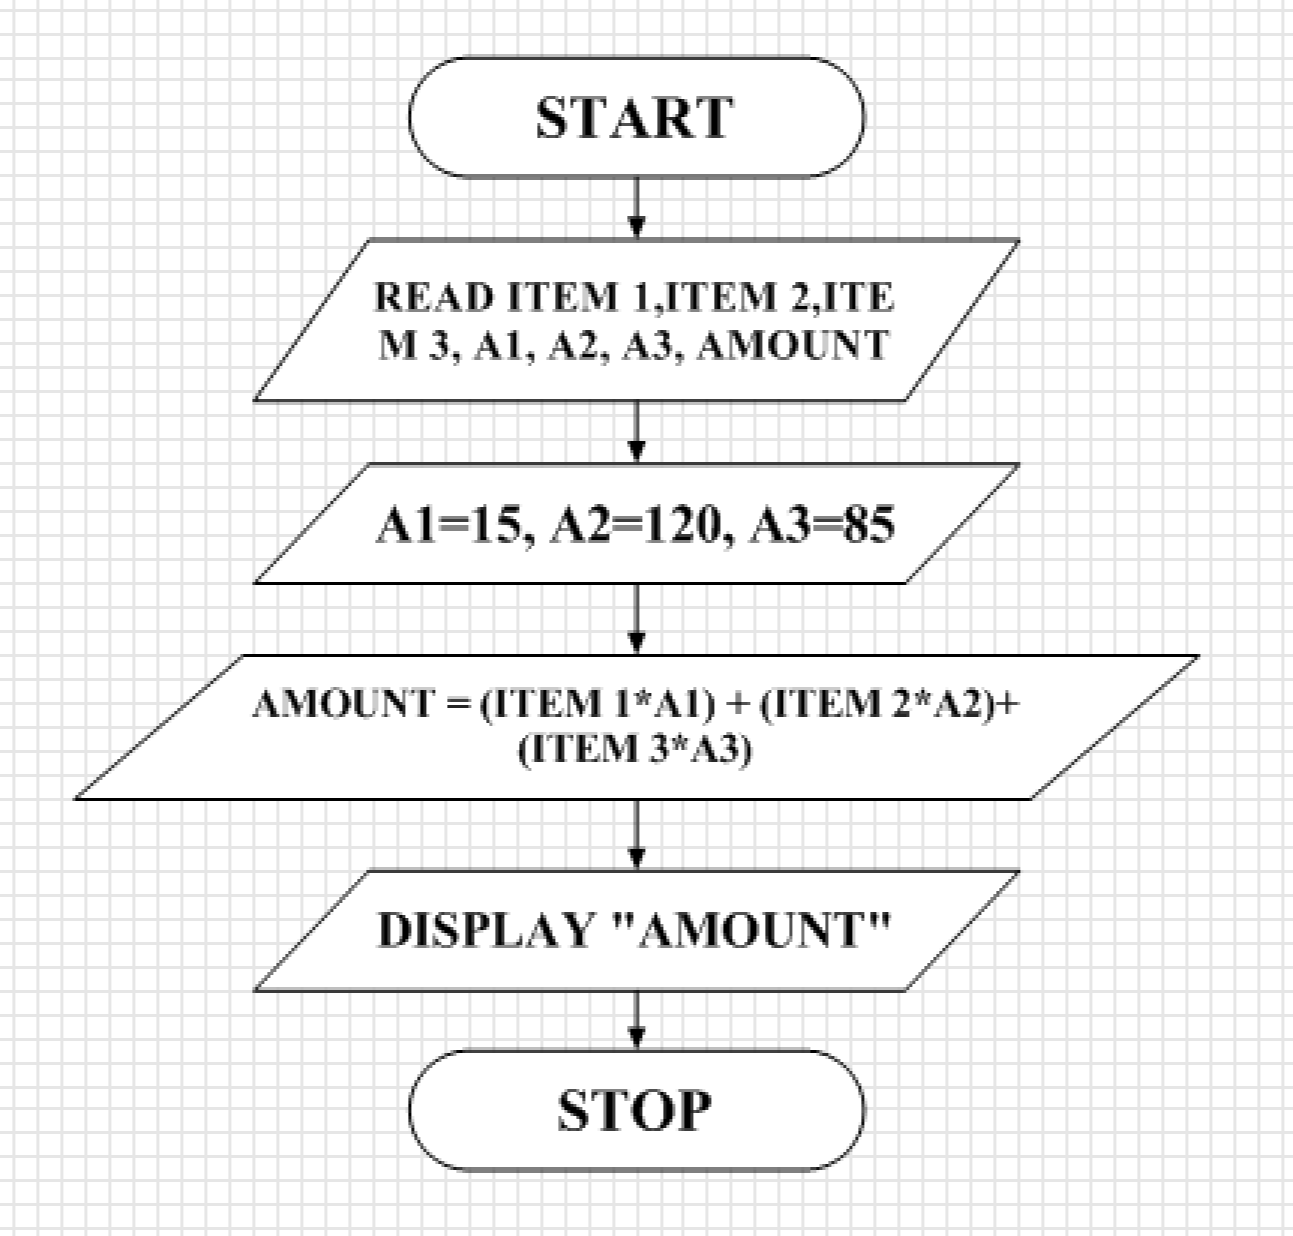 START
READ ITEM 1,ITEM 2,ITE
M 3, A1, A2, A3, AMOUNT
A1=15, A2=120, A3=85
AMOUNT = (ITEM 1*A1) + (ITEM 2*A2)+
(ITEM 3*A3)
DISPLAY "AMOUNT"
STOP